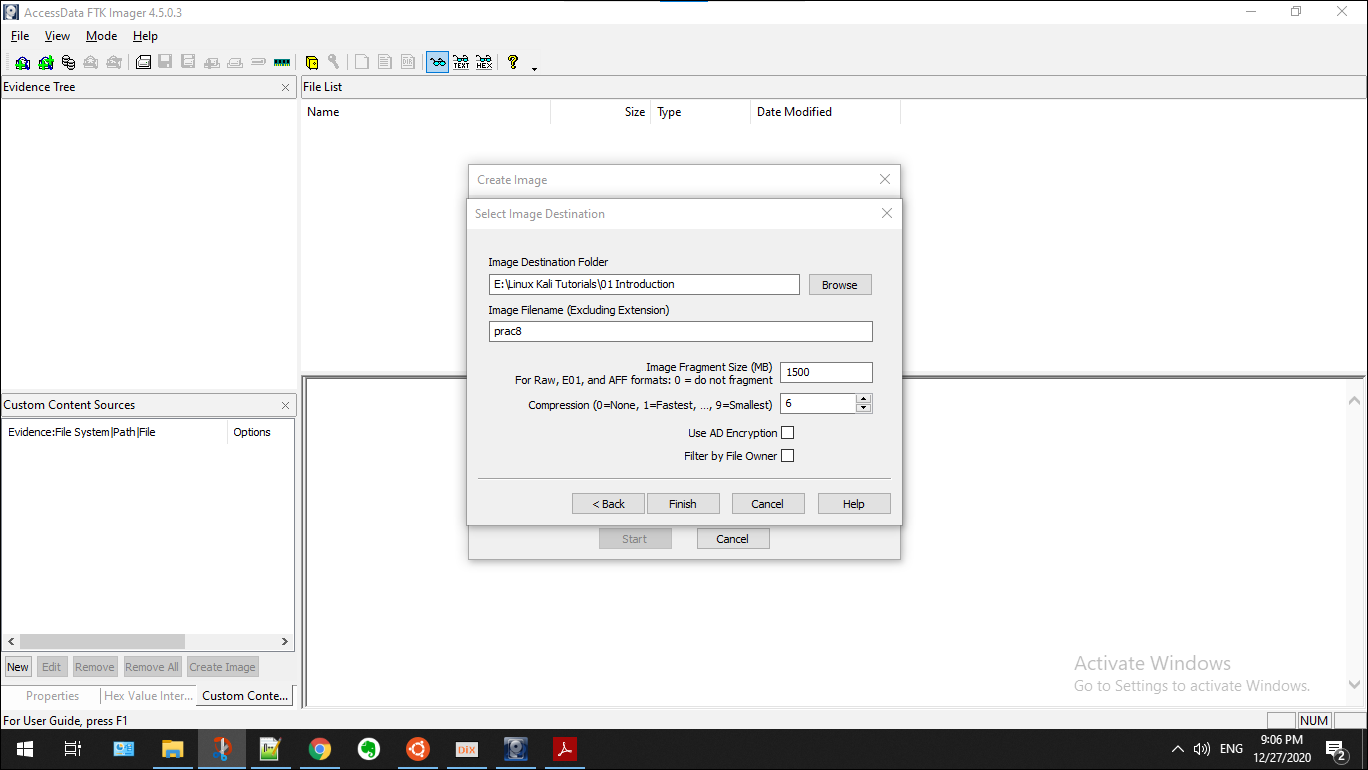 AccessData FTK Imager 4.5.0.3
File View Mode Help
TEXT HEX
Evidence Tree
File List
Name Size Type Date Modified
Create Image
Select Image Destination
Image Destination Folder
E:\Linux Kali Tutorials\01 Introduction Browse
Image Filename (Excluding Extension)
prac8
Image Fragment Size (MB)
For Raw, E01, and AFF formats: 0 = do not fragment
1500
Compression (0=None, 1=Fastest, ..., 9=Smallest) 6
Use AD Encryption
Filter by File Owner
< Back Finish Cancel Help
Start Cancel
Custom Content Sources
Evidence:File System|Path|File Options
New Edit Remove Remove All Create Image
Properties Hex Value Inter... Custom Conte...
Activate Windows
Go to Settings to activate Windows.
For User Guide, press F1
NUM
DiX
ENG
9:06 PM
12/27/2020
2